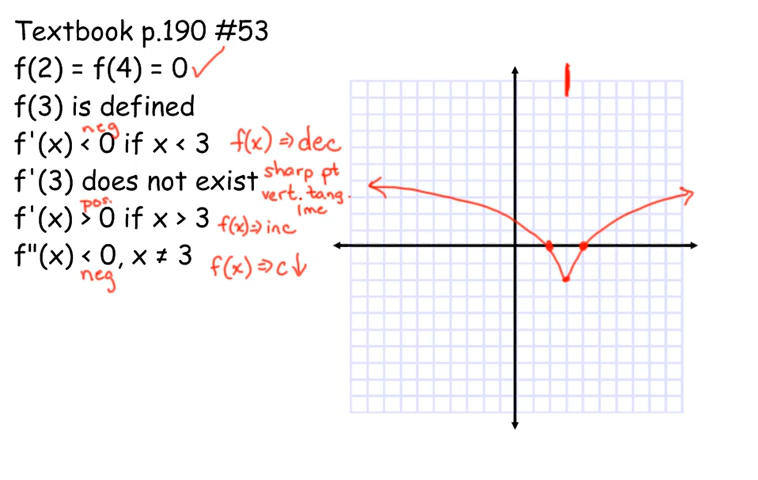 Textbook p.190 #53
f(2) = f(4) = 0 ✓
f(3) is defined
neg
f'(x) < 0 if x < 3 f(x) ⇒ dec
f'(3) does not exist sharp pt
vert. tang.
line
pos.
f'(x) > 0 if x > 3 f(x) ⇒ inc
f"(x) < 0, x ≠ 3 f(x) ⇒ c↓
neg